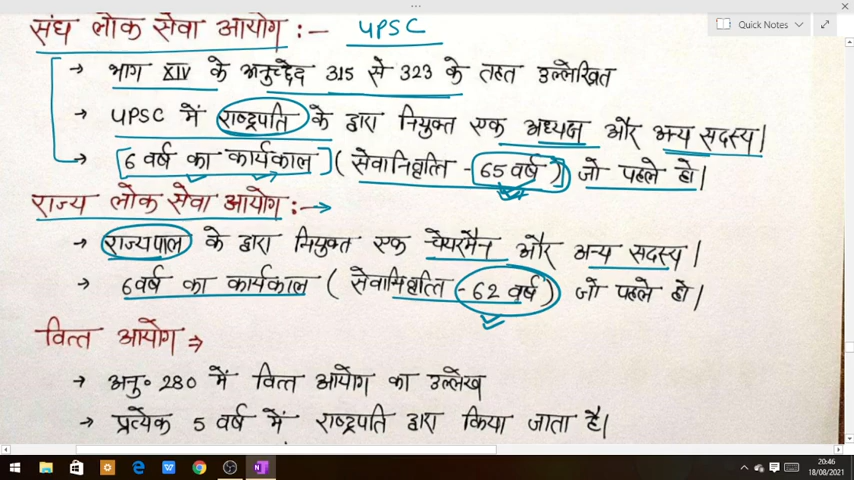 Quick Notes
संघ लोक सेवा आयोग :- UPSC
→ भाग XIV के अनुच्छेद 315 से 323 के तहत उल्लेखित
→ UPSC में राष्ट्रपति के द्वारा नियुक्त एक अध्यक्ष और अन्य सदस्य।
→ [6 वर्ष का कार्यकाल] (सेवानिवृत्ति - 65 वर्ष) जो पहले हो।
राज्य लोक सेवा आयोग :- →
→ राज्यपाल के द्वारा नियुक्त एक चेयरमैन और अन्य सदस्य।
→ 6 वर्ष का कार्यकाल (सेवानिवृत्ति - 62 वर्ष) जो पहले हो।
वित्त आयोग ⇒
→ अनु॰ 280 में वित्त आयोग का उल्लेख
→ प्रत्येक 5 वर्ष में राष्ट्रपति द्वारा किया जाता है।
20:46
18/08/2021